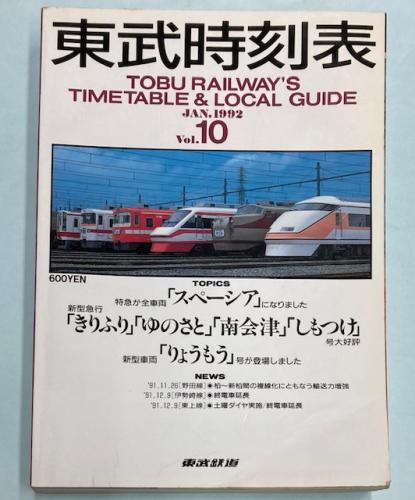 東武時刻表
TOBU RAILWAY'S
TIMETABLE & LOCAL GUIDE
JAN.1992
Vol.10
600YEN
TOPICS
特急が全車両「スペーシア」になりました
新型急行
「きりふり」「ゆのさと」「南会津」「しもつけ」
号大好評
新型車両「りょうもう」号が登場しました
NEWS
'91.11.26[野田線]◉柏〜新柏間の複線化にともなう輸送力増強
'91.12.9[伊勢崎線]◉終電車延長
'91.12.9[東上線]◉土曜ダイヤ実施/終電車延長
東武鉄道